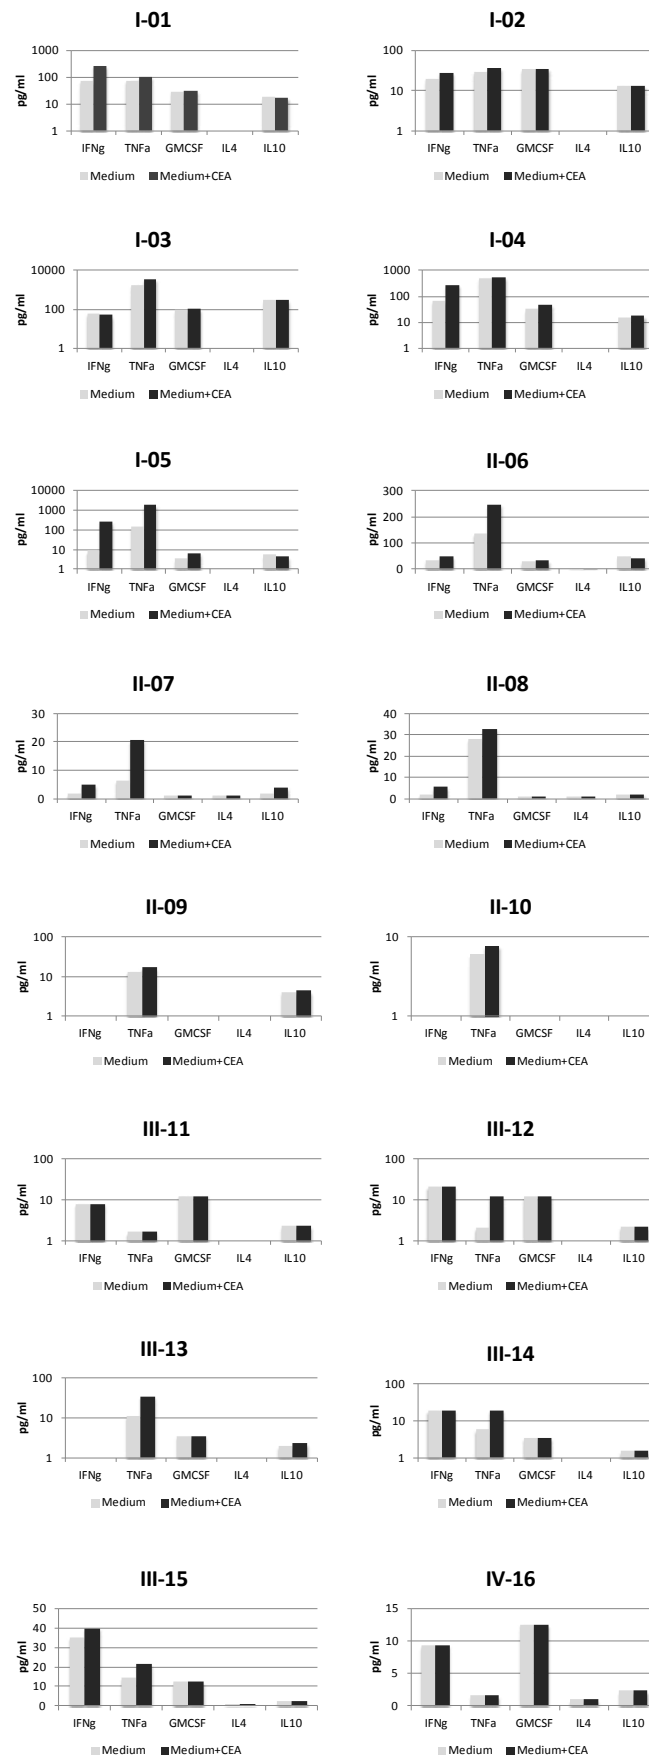 I-01
1000
100
10
1
pg/ml
IFNg TNFa GMCSF IL4 IL10
Medium Medium+CEA
I-02
100
10
1
pg/ml
IFNg TNFa GMCSF IL4 IL10
Medium Medium+CEA
I-03
10000
100
1
pg/ml
IFNg TNFa GMCSF IL4 IL10
Medium Medium+CEA
I-04
1000
100
10
1
pg/ml
IFNg TNFa GMCSF IL4 IL10
Medium Medium+CEA
I-05
10000
1000
100
10
1
pg/ml
IFNg TNFa GMCSF IL4 IL10
Medium Medium+CEA
II-06
300
200
100
0
pg/ml
IFNg TNFa GMCSF IL4 IL10
Medium Medium+CEA
II-07
30
20
10
0
pg/ml
IFNg TNFa GMCSF IL4 IL10
Medium Medium+CEA
II-08
40
30
20
10
0
pg/ml
IFNg TNFa GMCSF IL4 IL10
Medium Medium+CEA
II-09
100
10
1
pg/ml
IFNg TNFa GMCSF IL4 IL10
Medium Medium+CEA
II-10
10
1
pg/ml
IFNg TNFa GMCSF IL4 IL10
Medium Medium+CEA
III-11
100
10
1
pg/ml
IFNg TNFa GMCSF IL4 IL10
Medium Medium+CEA
III-12
100
10
1
pg/ml
IFNg TNFa GMCSF IL4 IL10
Medium Medium+CEA
III-13
100
10
1
pg/ml
IFNg TNFa GMCSF IL4 IL10
Medium Medium+CEA
III-14
100
10
1
pg/ml
IFNg TNFa GMCSF IL4 IL10
Medium Medium+CEA
III-15
50
40
30
20
10
0
pg/ml
IFNg TNFa GMCSF IL4 IL10
Medium Medium+CEA
IV-16
15
10
5
0
pg/ml
IFNg TNFa GMCSF IL4 IL10
Medium Medium+CEA